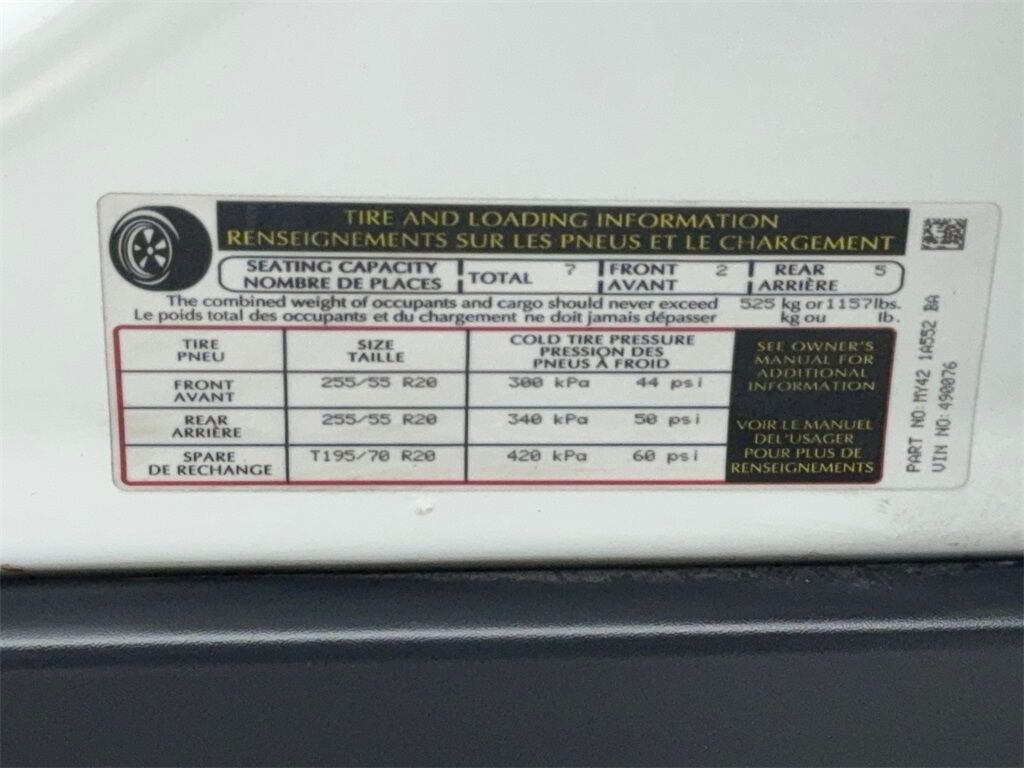 TIRE AND LOADING INFORMATION
RENSEIGNEMENTS SUR LES PNEUS ET LE CHARGEMENT
SEATING CAPACITY TOTAL 7 FRONT 2 REAR 5
NOMBRE DE PLACES AVANT ARRIÈRE
The combined weight of occupants and cargo should never exceed 525 kg or 1157 lbs.
Le poids total des occupants et du chargement ne doit jamais dépasser kg ou lb.
TIRE SIZE COLD TIRE PRESSURE
PNEU TAILLE PRESSION DES
PNEUS À FROID
FRONT 255/55 R20 300 kPa 44 psi
AVANT
REAR 255/55 R20 340 kPa 50 psi
ARRIÈRE
SPARE T195/70 R20 420 kPa 60 psi
DE RECHANGE
SEE OWNER'S
MANUAL FOR
ADDITIONAL
INFORMATION
VOIR LE MANUEL
DEL'USAGER
POUR PLUS DE
RENSEIGNEMENTS
PART NO: MY42 1A552 BA
VIN NO: 490076